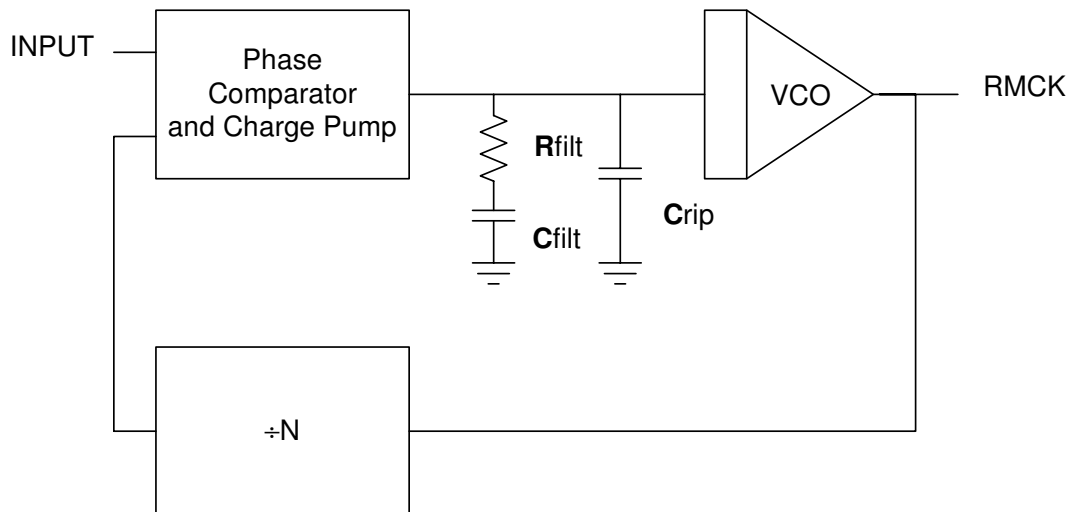 INPUT
Phase
Comparator
and Charge Pump
VCO
RMCK
Rfilt
Cfilt
Crip
÷N